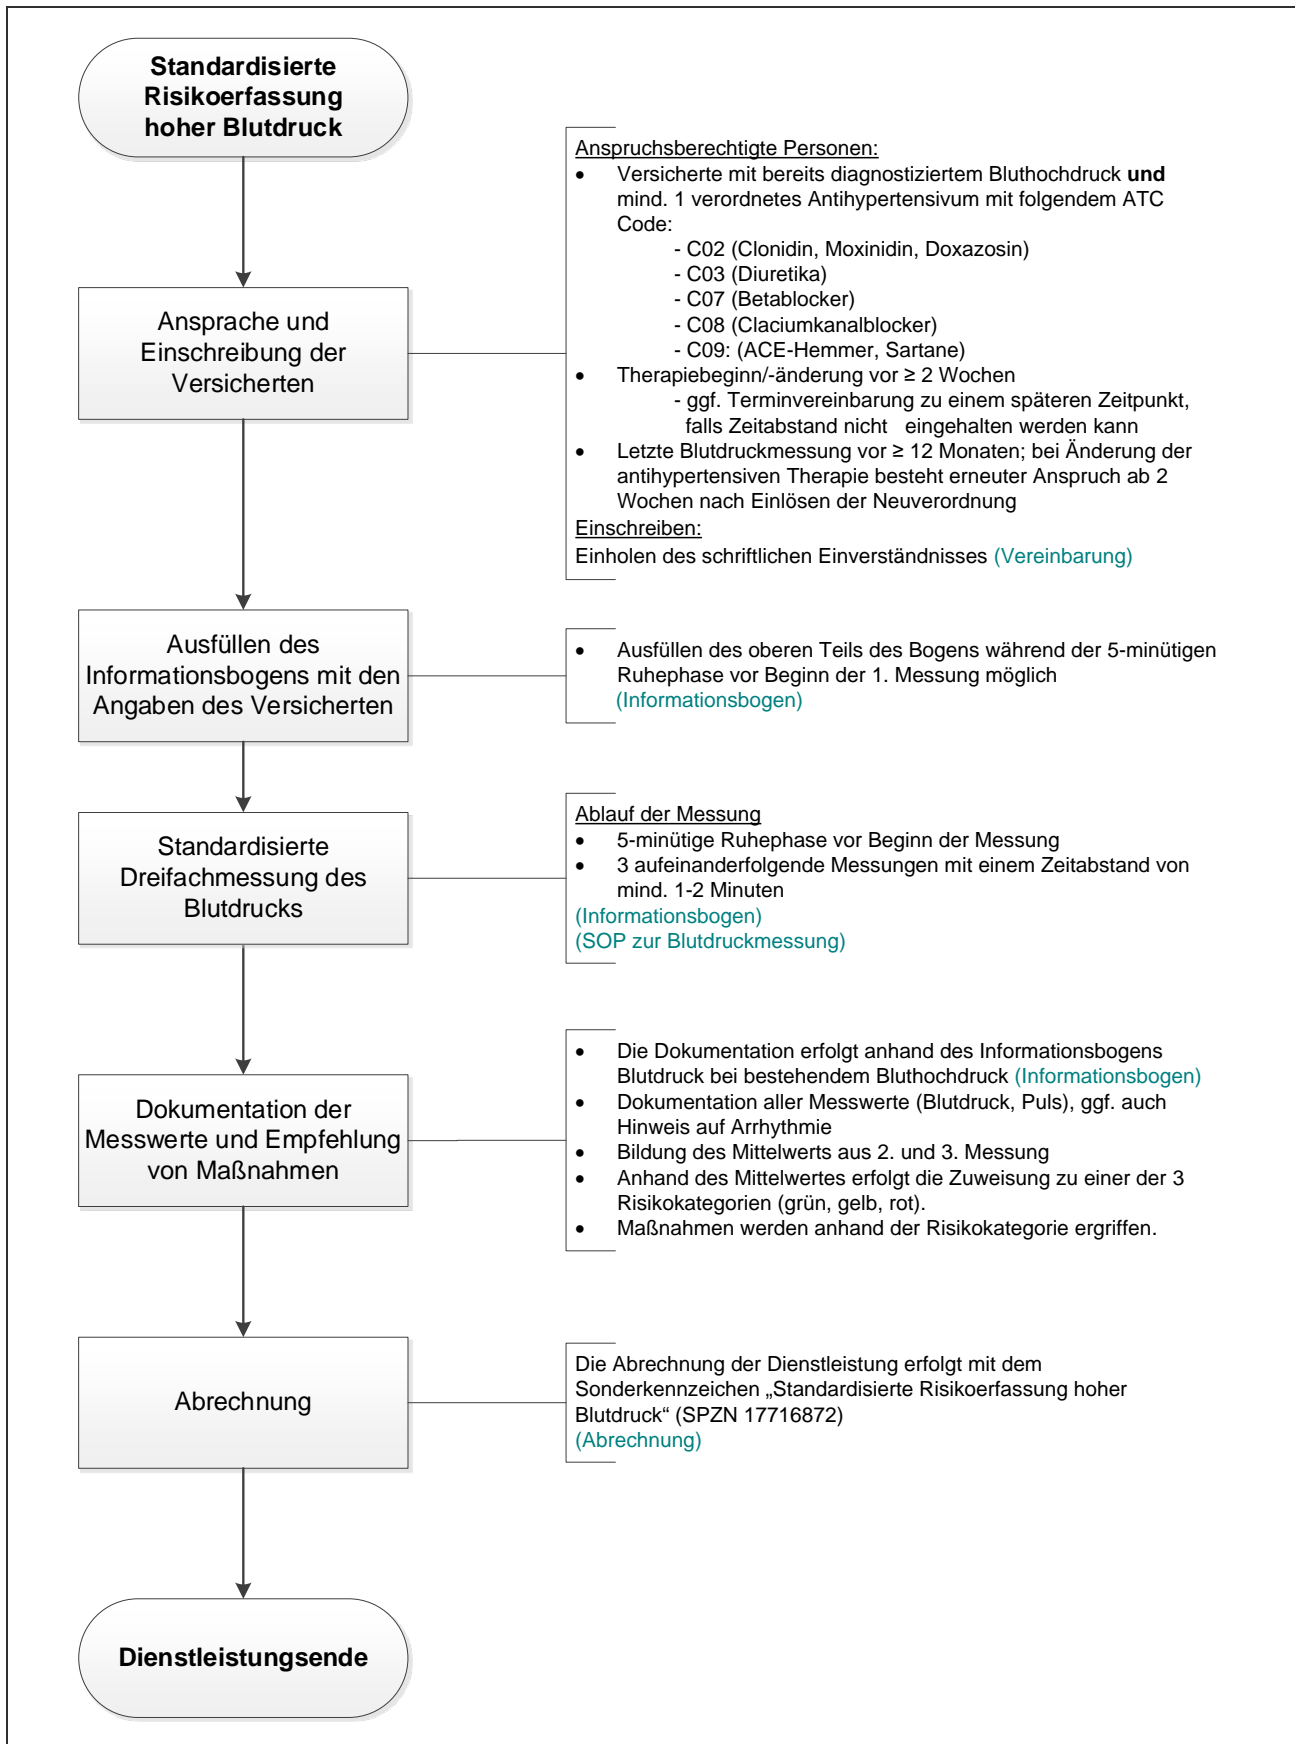 Standardisierte
Risikoerfassung
hoher Blutdruck
Ansprache und
Einschreibung der
Versicherten
Anspruchsberechtigte Personen:
• Versicherte mit bereits diagnostiziertem Bluthochdruck und
mind. 1 verordnetes Antihypertensivum mit folgendem ATC
Code:
- C02 (Clonidin, Moxinidin, Doxazosin)
- C03 (Diuretika)
- C07 (Betablocker)
- C08 (Claciumkanalblocker)
- C09: (ACE-Hemmer, Sartane)
• Therapiebeginn/-änderung vor ≥ 2 Wochen
- ggf. Terminvereinbarung zu einem späteren Zeitpunkt,
falls Zeitabstand nicht eingehalten werden kann
• Letzte Blutdruckmessung vor ≥ 12 Monaten; bei Änderung der
antihypertensiven Therapie besteht erneuter Anspruch ab 2
Wochen nach Einlösen der Neuverordnung
Einschreiben:
Einholen des schriftlichen Einverständnisses (Vereinbarung)
Ausfüllen des
Informationsbogens mit den
Angaben des Versicherten
• Ausfüllen des oberen Teils des Bogens während der 5-minütigen
Ruhephase vor Beginn der 1. Messung möglich
(Informationsbogen)
Standardisierte
Dreifachmessung des
Blutdrucks
Ablauf der Messung
• 5-minütige Ruhephase vor Beginn der Messung
• 3 aufeinanderfolgende Messungen mit einem Zeitabstand von
mind. 1-2 Minuten
(Informationsbogen)
(SOP zur Blutdruckmessung)
Dokumentation der
Messwerte und Empfehlung
von Maßnahmen
• Die Dokumentation erfolgt anhand des Informationsbogens
Blutdruck bei bestehendem Bluthochdruck (Informationsbogen)
• Dokumentation aller Messwerte (Blutdruck, Puls), ggf. auch
Hinweis auf Arrhythmie
• Bildung des Mittelwerts aus 2. und 3. Messung
• Anhand des Mittelwertes erfolgt die Zuweisung zu einer der 3
Risikokategorien (grün, gelb, rot).
• Maßnahmen werden anhand der Risikokategorie ergriffen.
Abrechnung
Die Abrechnung der Dienstleistung erfolgt mit dem
Sonderkennzeichen „Standardisierte Risikoerfassung hoher
Blutdruck“ (SPZN 17716872)
(Abrechnung)
Dienstleistungsende